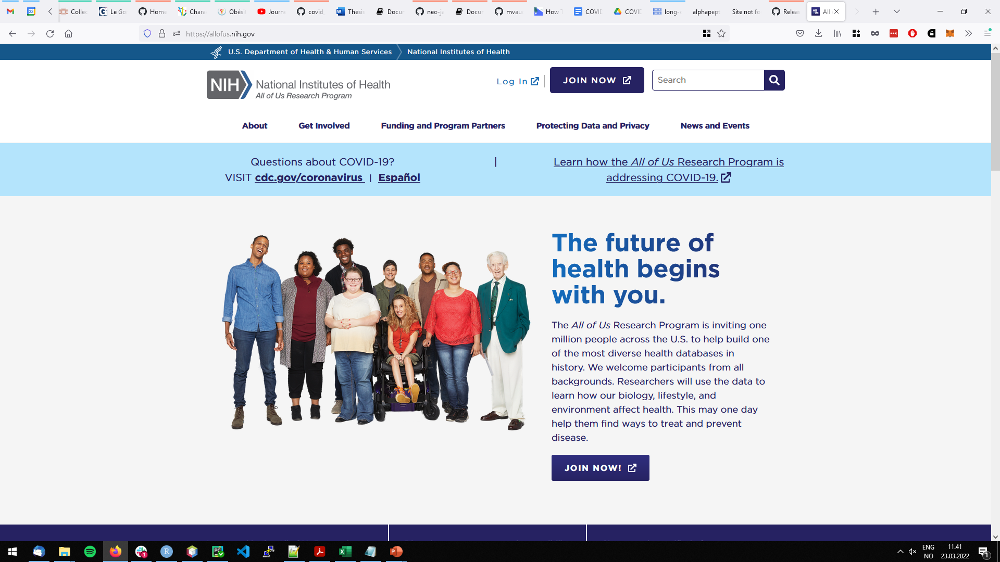 23
Collec
Le Go
Home
Chara
Obési
Journ
covid_
Thesis
Docur
neo-ja
Docur
mvau
How T
COVID
COVID
long-c
alphapept
Site not fo
Relea
All
https://allofus.nih.gov
U.S. Department of Health & Human Services
National Institutes of Health
NIH
National Institutes of Health
All of Us Research Program
Log In
JOIN NOW
Search
About
Get Involved
Funding and Program Partners
Protecting Data and Privacy
News and Events
Questions about COVID-19?
VISIT cdc.gov/coronavirus | Español
|
Learn how the All of Us Research Program is
addressing COVID-19.
The future of
health begins
with you.
The All of Us Research Program is inviting one
million people across the U.S. to help build one
of the most diverse health databases in
history. We welcome participants from all
backgrounds. Researchers will use the data to
learn how our biology, lifestyle, and
environment affect health. This may one day
help them find ways to treat and prevent
disease.
JOIN NOW!
ENG
NO
11.41
23.03.2022
1